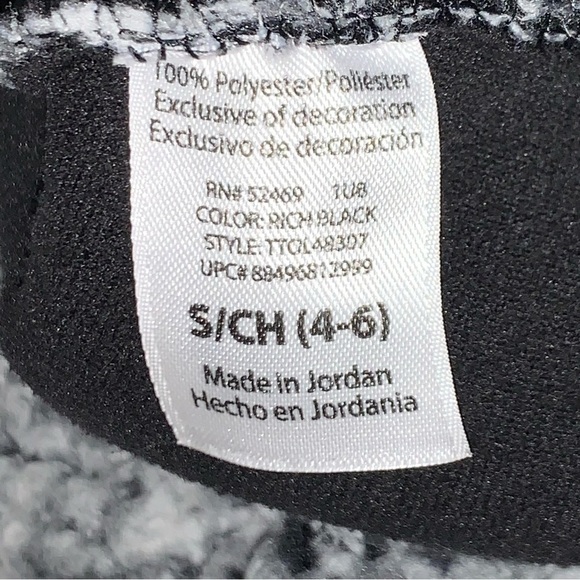 100% Polyester/Poliéster
Exclusive of decoration
Exclusivo de decoración
RN# 52469 1U8
COLOR: RICH BLACK
STYLE: TTOL48307
UPC# 88496812999
S/CH (4-6)
Made in Jordan
Hecho en Jordania